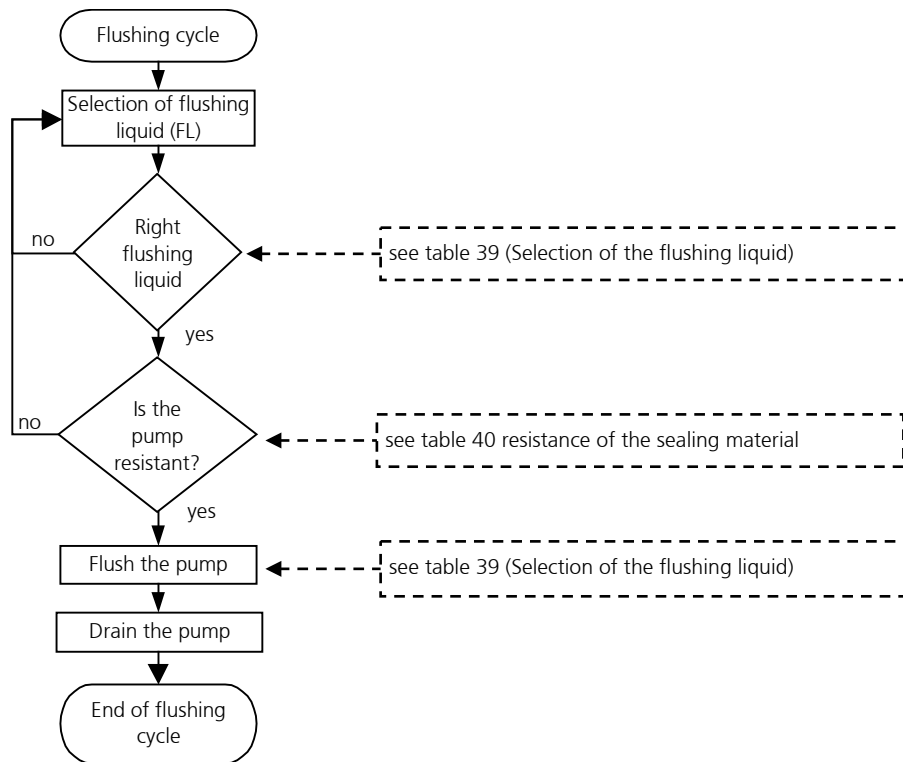 Flushing cycle
Selection of flushing
liquid (FL)
Right
flushing
liquid
no
see table 39 (Selection of the flushing liquid)
yes
Is the
pump
resistant?
no
see table 40 resistance of the sealing material
yes
Flush the pump
see table 39 (Selection of the flushing liquid)
Drain the pump
End of flushing
cycle